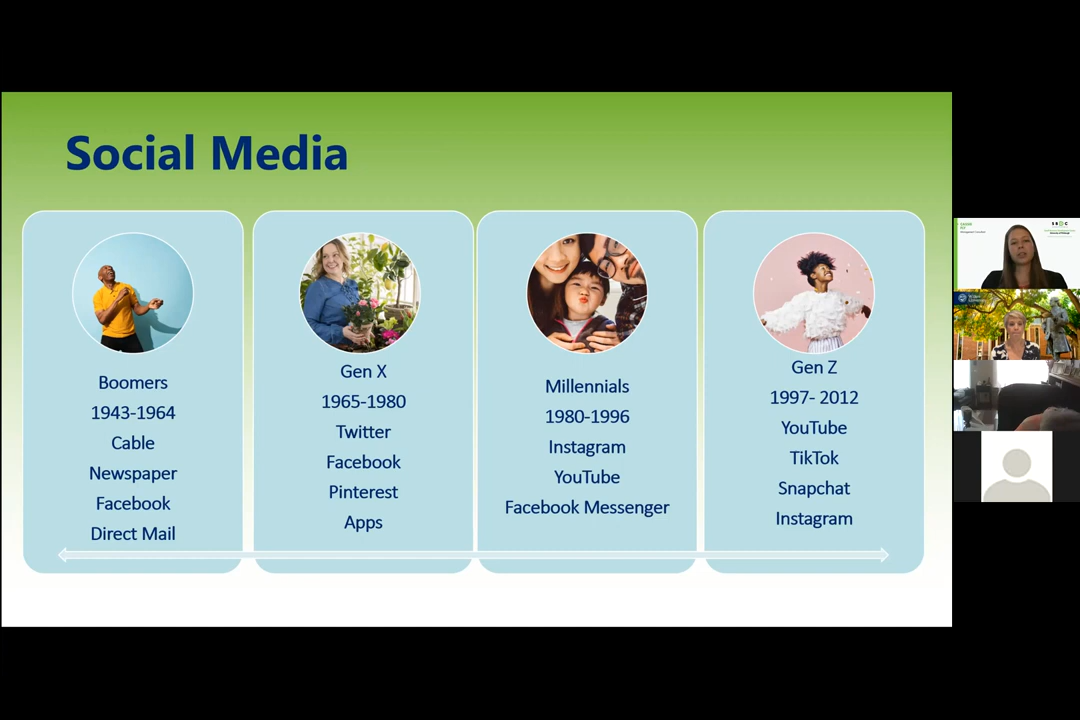 Social Media
Boomers
1943-1964
Cable
Newspaper
Facebook
Direct Mail
Gen X
1965-1980
Twitter
Facebook
Pinterest
Apps
Millennials
1980-1996
Instagram
YouTube
Facebook Messenger
Gen Z
1997- 2012
YouTube
TikTok
Snapchat
Instagram